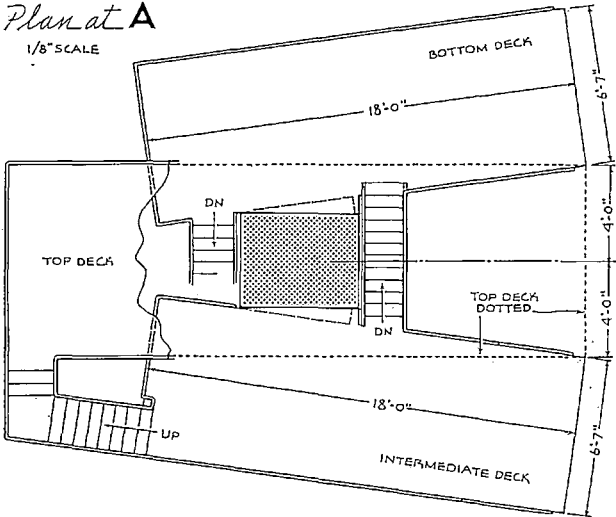 Plan at A
1/8" SCALE
BOTTOM DECK
6'-7"
18'-0"
DN
4'-0"
TOP DECK
TOP DECK
DOTTED
4'-0"
DN
18'-0"
UP
6'-7"
INTERMEDIATE DECK